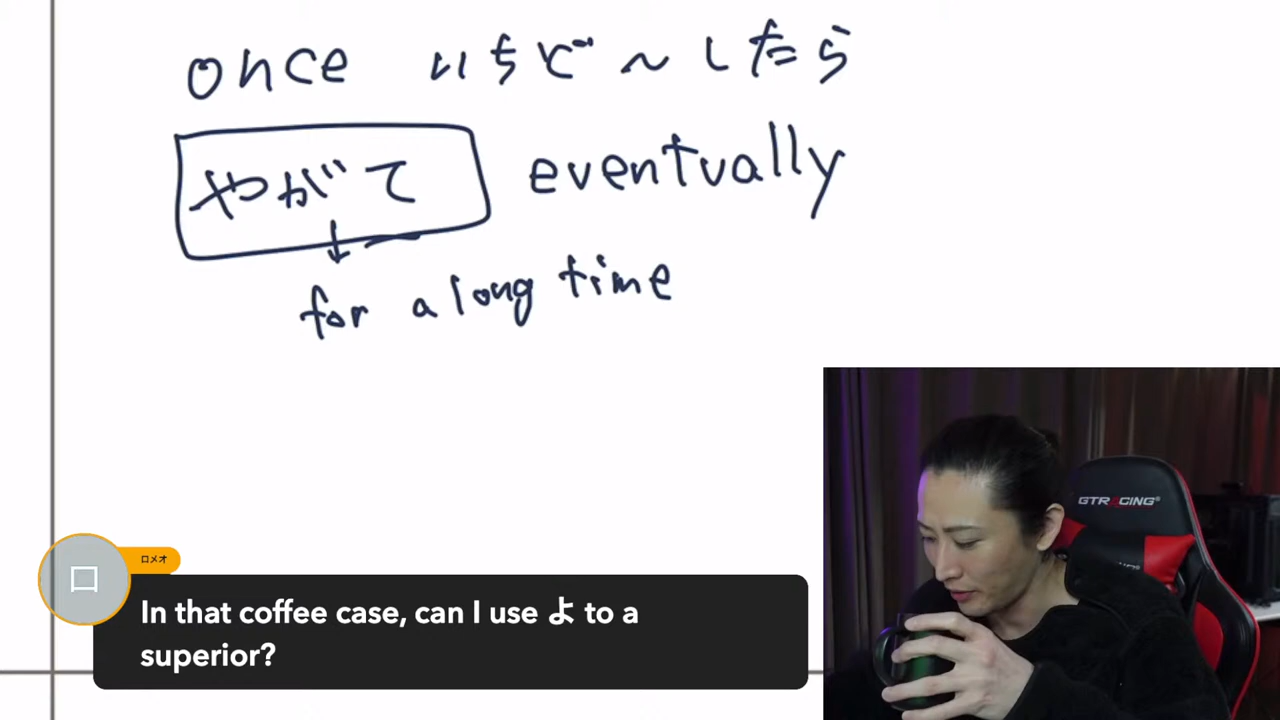 once いちど～したら
やがて eventually
for a long time
GTRACING
ロメオ
ロ
In that coffee case, can I use よ to a
superior?